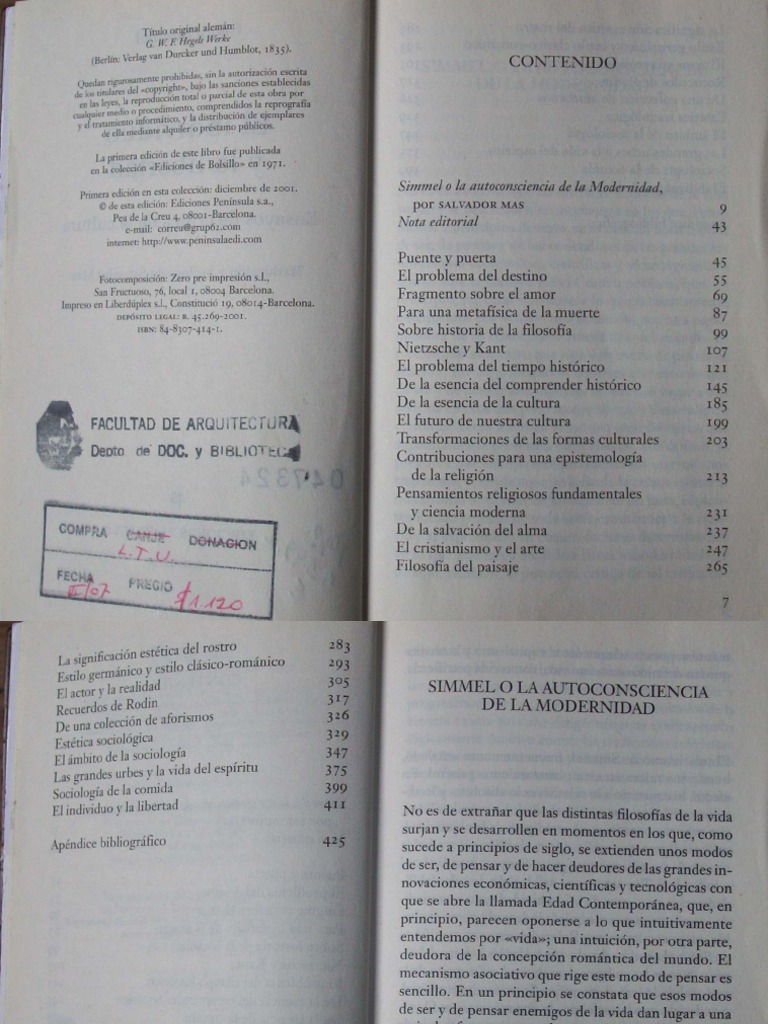 Título original alemán:
G. W. F. Hegels Werke
(Berlin: Verlag van Durcker und Humblot, 1835).
Quedan rigurosamente prohibidas, sin la autorización escrita
de los titulares del «copyright», bajo las sanciones establecidas
en las leyes, la reproducción total o parcial de esta obra por
cualquier medio o procedimiento, comprendidos la reprografía
y el tratamiento informático, y la distribución de ejemplares
de ella mediante alquiler o préstamo públicos.
La primera edición de este libro fue publicada
en la colección «Ediciones de Bolsillo» en 1971.
Primera edición en esta colección: diciembre de 2001.
© de esta edición: Ediciones Península s.a.,
Pea de la Creu 4, 08001-Barcelona.
e-mail: correu@grup62.com
internet: http://www.peninsulaedi.com
Fotocomposición: Zero pre impresión s.l.,
San Fructuoso, 76, local 1, 08004 Barcelona.
Impreso en Liberdúplex s.l., Constitució 19, 08014-Barcelona.
DEPÓSITO LEGAL: B. 45.269-2001.
ISBN: 84-8307-414-1.
FACULTAD DE ARQUITECTURA
Depto de DOC. y BIBLIOTECA
COMPRA CANJE DONACION
L.T.U.
FECHA II/07 PRECIO $1.120
CONTENIDO
Simmel o la autoconsciencia de la Modernidad,
por SALVADOR MAS 9
Nota editorial 43
Puente y puerta 45
El problema del destino 55
Fragmento sobre el amor 69
Para una metafísica de la muerte 87
Sobre historia de la filosofía 99
Nietzsche y Kant 107
El problema del tiempo histórico 121
De la esencia del comprender histórico 145
De la esencia de la cultura 185
El futuro de nuestra cultura 199
Transformaciones de las formas culturales 203
Contribuciones para una epistemología
de la religión 213
Pensamientos religiosos fundamentales
y ciencia moderna 231
De la salvación del alma 237
El cristianismo y el arte 247
Filosofía del paisaje 265
7
La significación estética del rostro 283
Estilo germánico y estilo clásico-románico 293
El actor y la realidad 305
Recuerdos de Rodin 317
De una colección de aforismos 326
Estética sociológica 329
El ámbito de la sociología 347
Las grandes urbes y la vida del espíritu 375
Sociología de la comida 399
El individuo y la libertad 411
Apéndice bibliográfico 425
SIMMEL O LA AUTOCONSCIENCIA
DE LA MODERNIDAD
No es de extrañar que las distintas filosofías de la vida
surjan y se desarrollen en momentos en los que, como
sucede a principios de siglo, se extienden unos modos
de ser, de pensar y de hacer deudores de las grandes in-
novaciones económicas, científicas y tecnológicas con
que se abre la llamada Edad Contemporánea, que, en
principio, parecen oponerse a lo que intuitivamente
entendemos por «vida»; una intuición, por otra parte,
deudora de la concepción romántica del mundo. El
mecanismo asociativo que rige este modo de pensar es
sencillo. En un principio se constata que esos modos
de ser y de pensar enemigos de la vida dan lugar a una